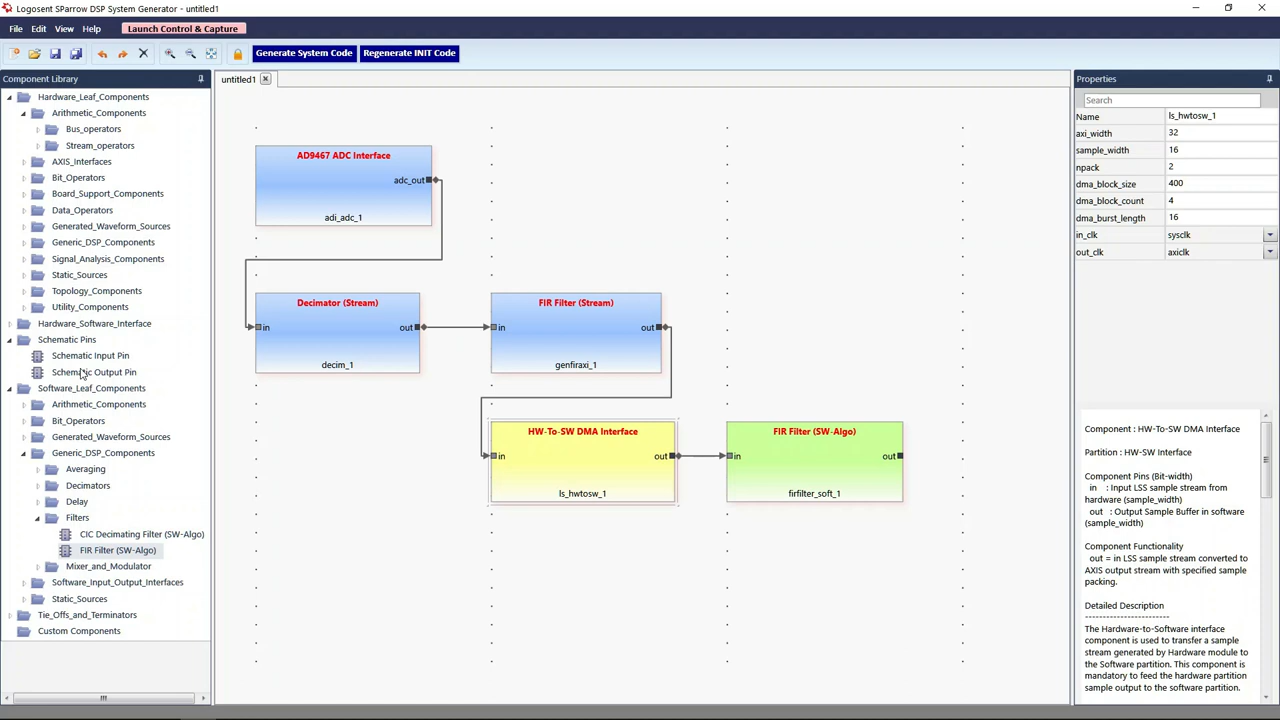 Logosent SParrow DSP System Generator - untitled1
File Edit View Help Launch Control & Capture
Generate System Code Regenerate INIT Code
Component Library
Hardware_Leaf_Components
Arithmetic_Components
Bus_operators
Stream_operators
AXIS_Interfaces
Bit_Operators
Board_Support_Components
Data_Operators
Generated_Waveform_Sources
Generic_DSP_Components
Signal_Analysis_Components
Static_Sources
Topology_Components
Utility_Components
Hardware_Software_Interface
Schematic Pins
Schematic Input Pin
Schematic Output Pin
Software_Leaf_Components
Arithmetic_Components
Bit_Operators
Generated_Waveform_Sources
Generic_DSP_Components
Averaging
Decimators
Delay
Filters
CIC Decimating Filter (SW-Algo)
FIR Filter (SW-Algo)
Mixer_and_Modulator
Software_Input_Output_Interfaces
Static_Sources
Tie_Offs_and_Terminators
Custom Components
untitled1
AD9467 ADC Interface
adc_out
adi_adc_1
Decimator (Stream)
in out
decim_1
FIR Filter (Stream)
in out
genfiraxi_1
HW-To-SW DMA Interface
in out
ls_hwtosw_1
FIR Filter (SW-Algo)
in out
firfilter_soft_1
Properties
Search
Name ls_hwtosw_1
axi_width 32
sample_width 16
npack 2
dma_block_size 400
dma_block_count 4
dma_burst_length 16
in_clk sysclk
out_clk axiclk
Component : HW-To-SW DMA Interface
Partition : HW-SW Interface
Component Pins (Bit-width)
in : Input LSS sample stream from
hardware (sample_width)
out : Output Sample Buffer in software
(sample_width)
Component Functionality
out = in LSS sample stream converted to
AXIS output stream with specified sample
packing.
Detailed Description
------------------------
The Hardware-to-Software interface
component is used to transfer a sample
stream generated by Hardware module to
the Software partition. This component is
mandatory to feed the hardware partition
sample output to the software partition.